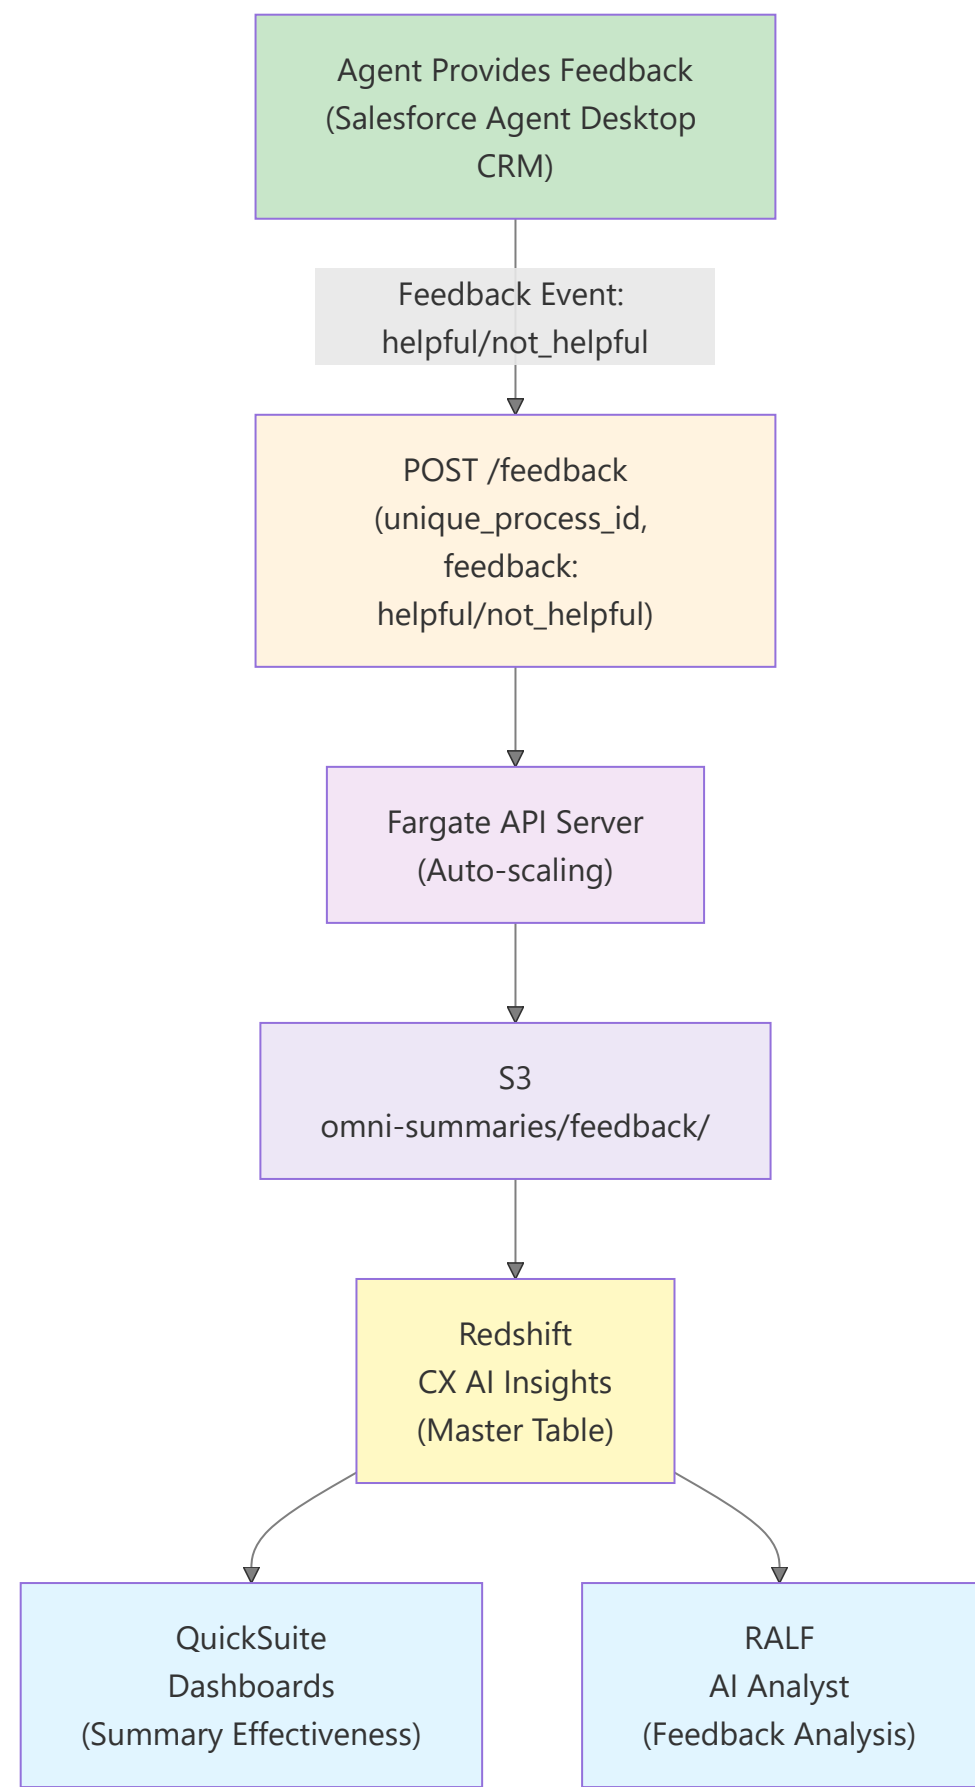 Agent Provides Feedback
(Salesforce Agent Desktop
CRM)
Feedback Event:
helpful/not_helpful
POST /feedback
(unique_process_id,
feedback:
helpful/not_helpful)
Fargate API Server
(Auto-scaling)
S3
omni-summaries/feedback/
Redshift
CX AI Insights
(Master Table)
QuickSuite
Dashboards
(Summary Effectiveness)
RALF
AI Analyst
(Feedback Analysis)